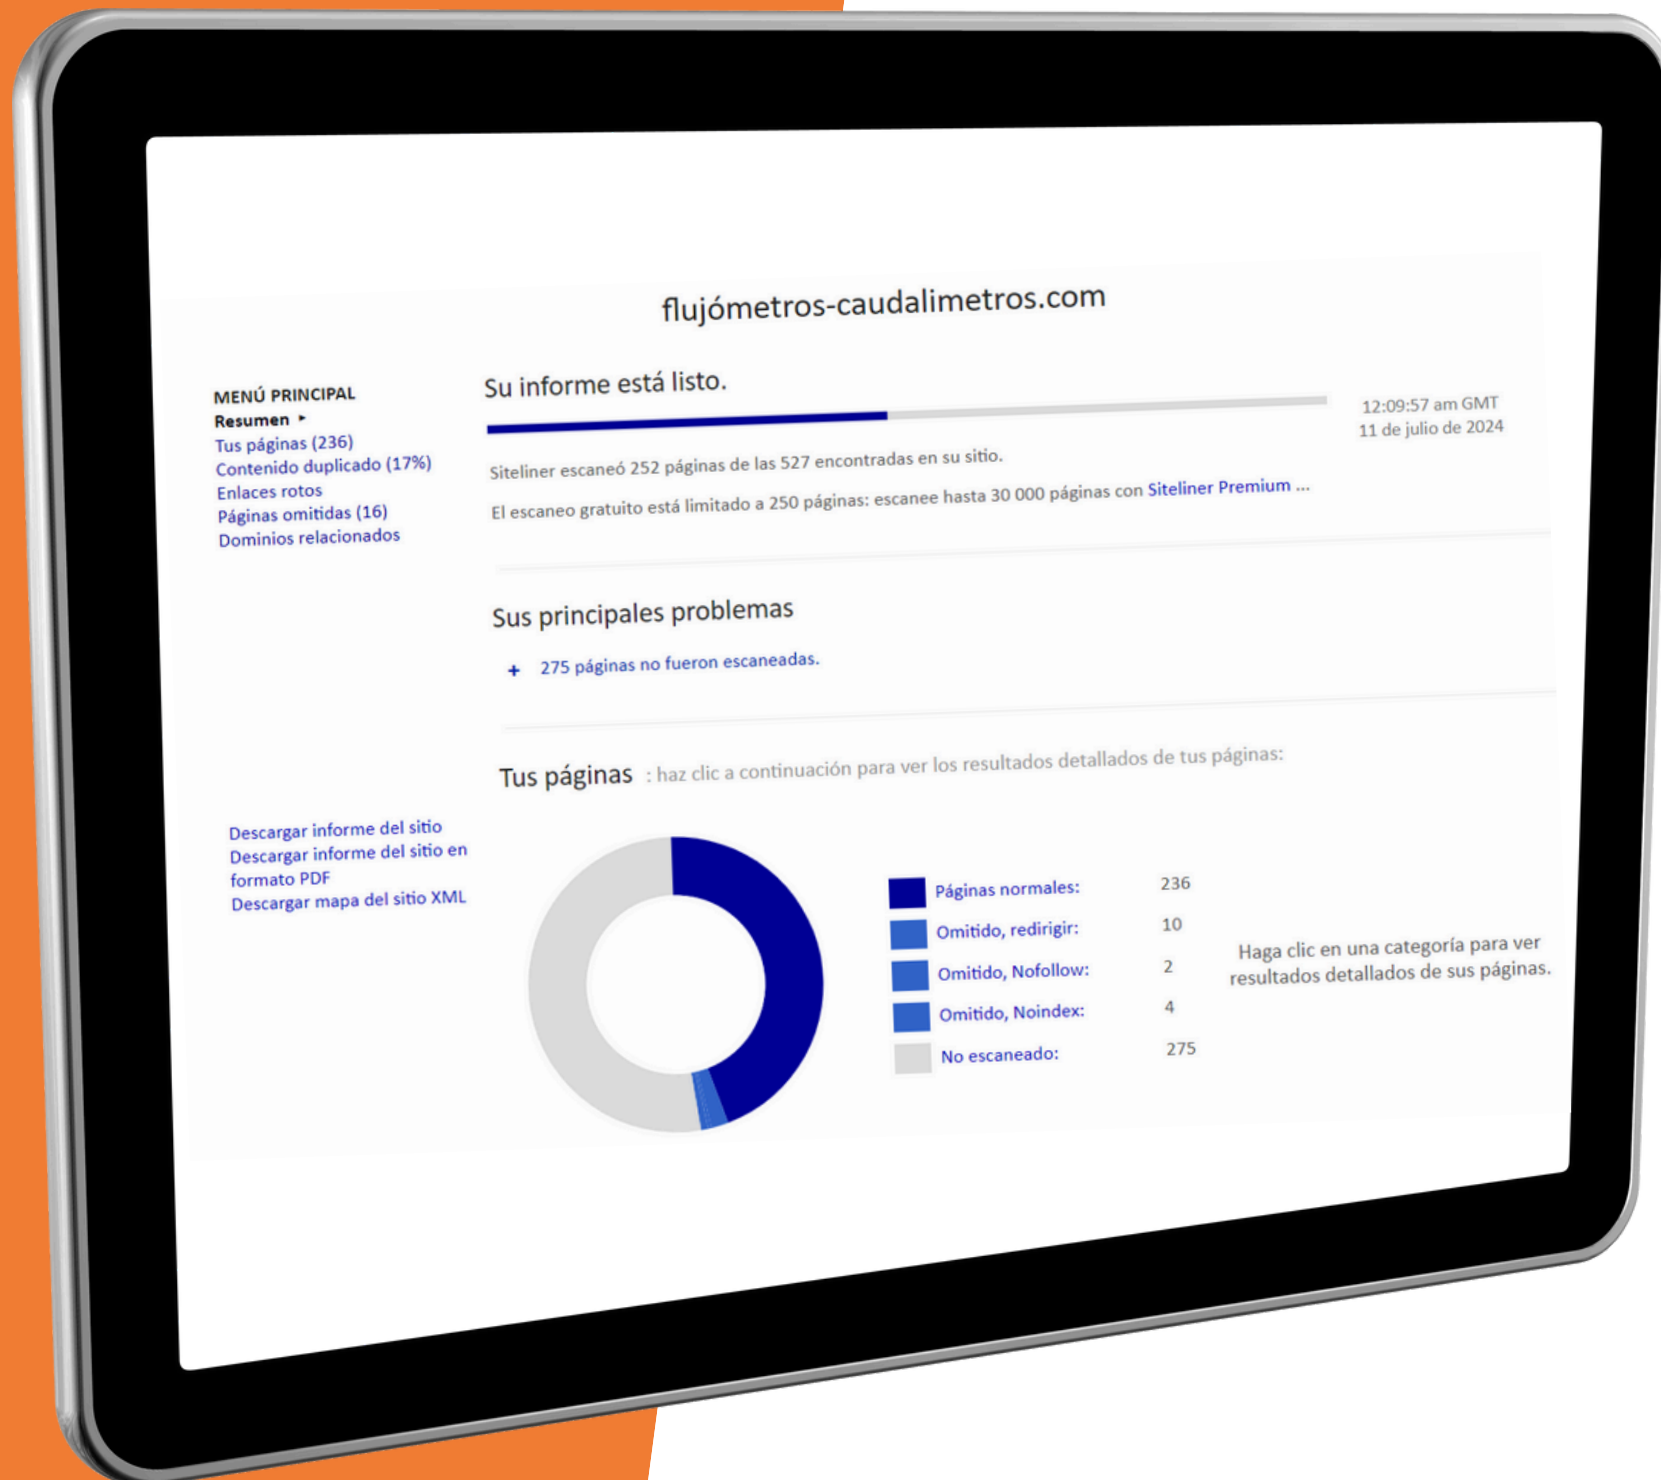 flujómetros-caudalimetros.com
MENÚ PRINCIPAL
Resumen ▸
Tus páginas (236)
Contenido duplicado (17%)
Enlaces rotos
Páginas omitidas (16)
Dominios relacionados
Su informe está listo.
12:09:57 am GMT
11 de julio de 2024
Siteliner escaneó 252 páginas de las 527 encontradas en su sitio.
El escaneo gratuito está limitado a 250 páginas: escanee hasta 30 000 páginas con Siteliner Premium ...
Sus principales problemas
+ 275 páginas no fueron escaneadas.
Tus páginas : haz clic a continuación para ver los resultados detallados de tus páginas:
Descargar informe del sitio
Descargar informe del sitio en
formato PDF
Descargar mapa del sitio XML
Páginas normales: 236
Omitido, redirigir: 10
Omitido, Nofollow: 2
Omitido, Noindex: 4
No escaneado: 275
Haga clic en una categoría para ver
resultados detallados de sus páginas.